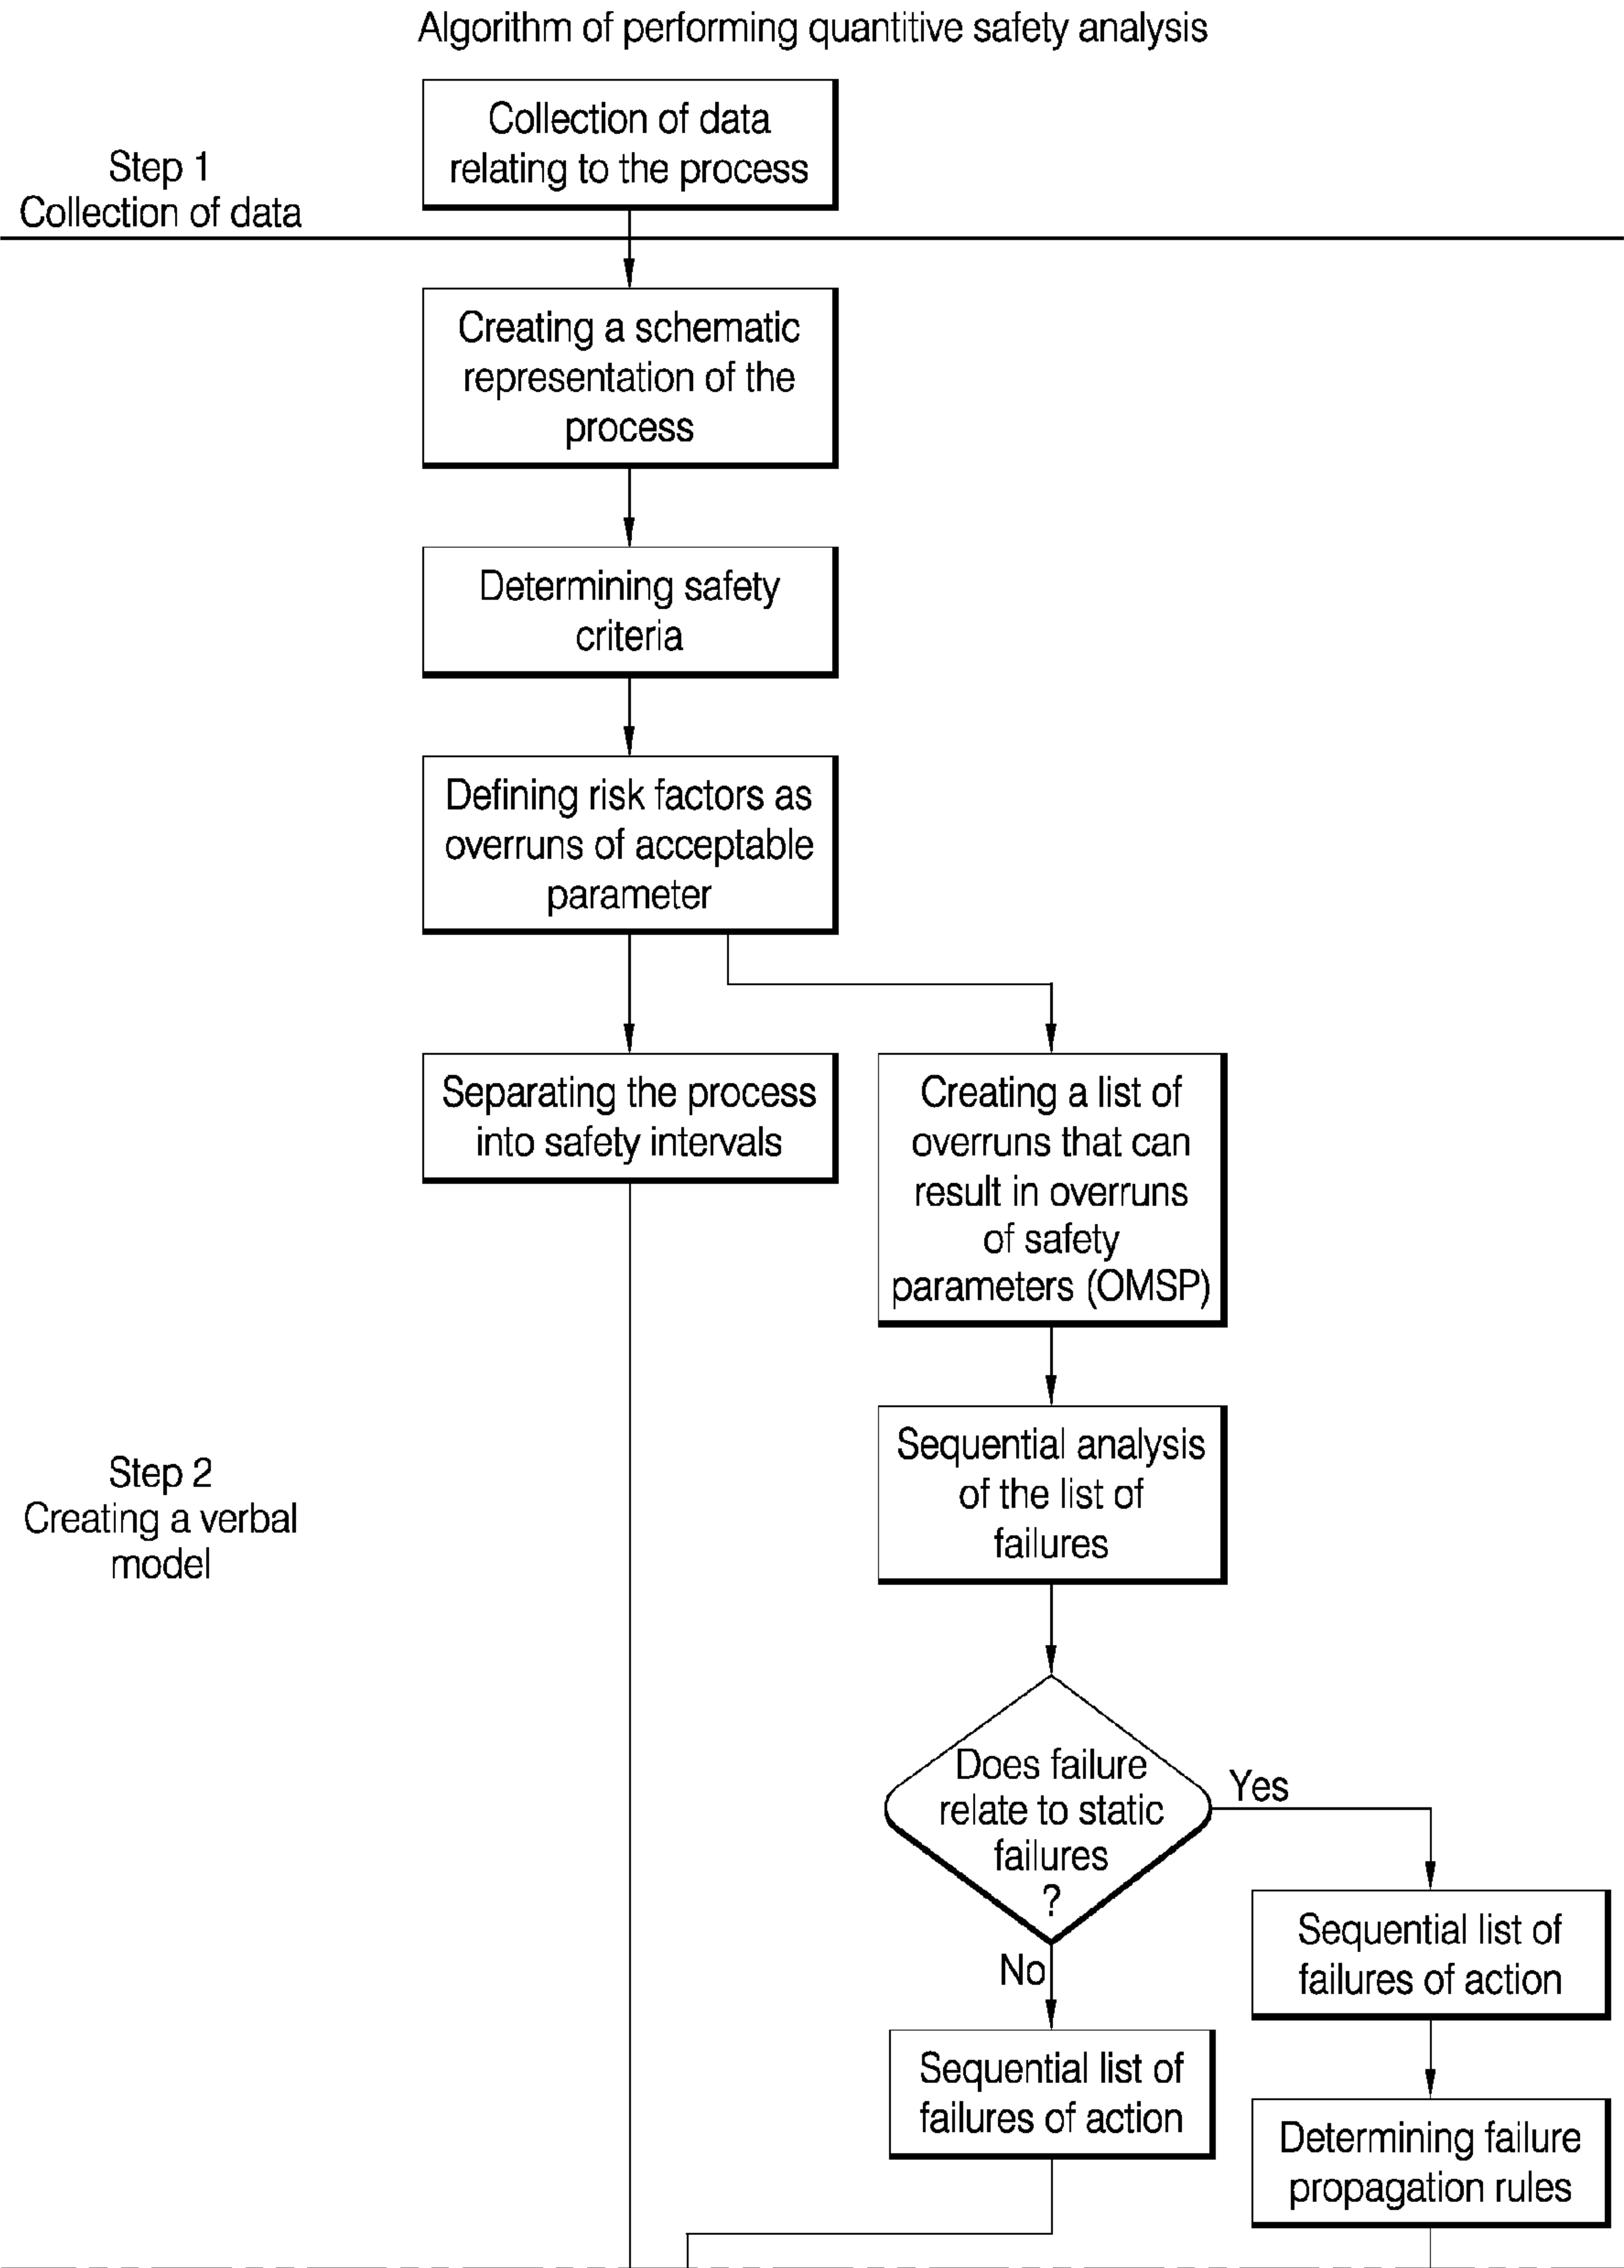 Algorithm of performing quantitive safety analysis
Collection of data
relating to the process
Step 1
Collection of data
Creating a schematic
representation of the
process
Determining safety
criteria
Defining risk factors as
overruns of acceptable
parameter
Separating the process
into safety intervals
Creating a list of
overruns that can
result in overruns
of safety
parameters (OMSP)
Sequential analysis
of the list of
failures
Step 2
Creating a verbal
model
Does failure
relate to static
failures
?
Yes
No
Sequential list of
failures of action
Sequential list of
failures of action
Determining failure
propagation rules